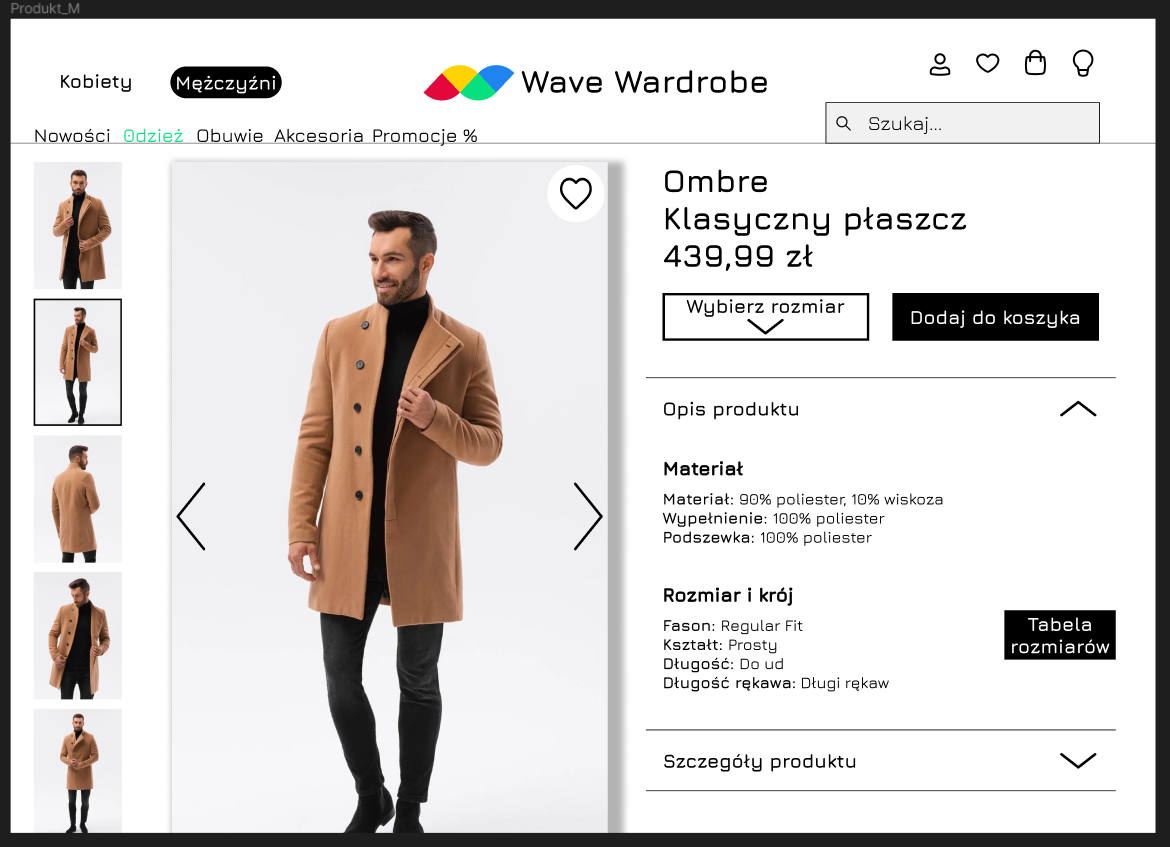 Produkt_M
Kobiety
Mężczyźni
Wave Wardrobe
Szukaj...
Nowości
Odzież
Obuwie
Akcesoria
Promocje %
Ombre
Klasyczny płaszcz
439,99 zł
Wybierz rozmiar
Dodaj do koszyka
Opis produktu
Materiał
Materiał: 90% poliester, 10% wiskoza
Wypełnienie: 100% poliester
Podszewka: 100% poliester
Rozmiar i krój
Fason: Regular Fit
Kształt: Prosty
Długość: Do ud
Długość rękawa: Długi rękaw
Tabela
rozmiarów
Szczegóły produktu